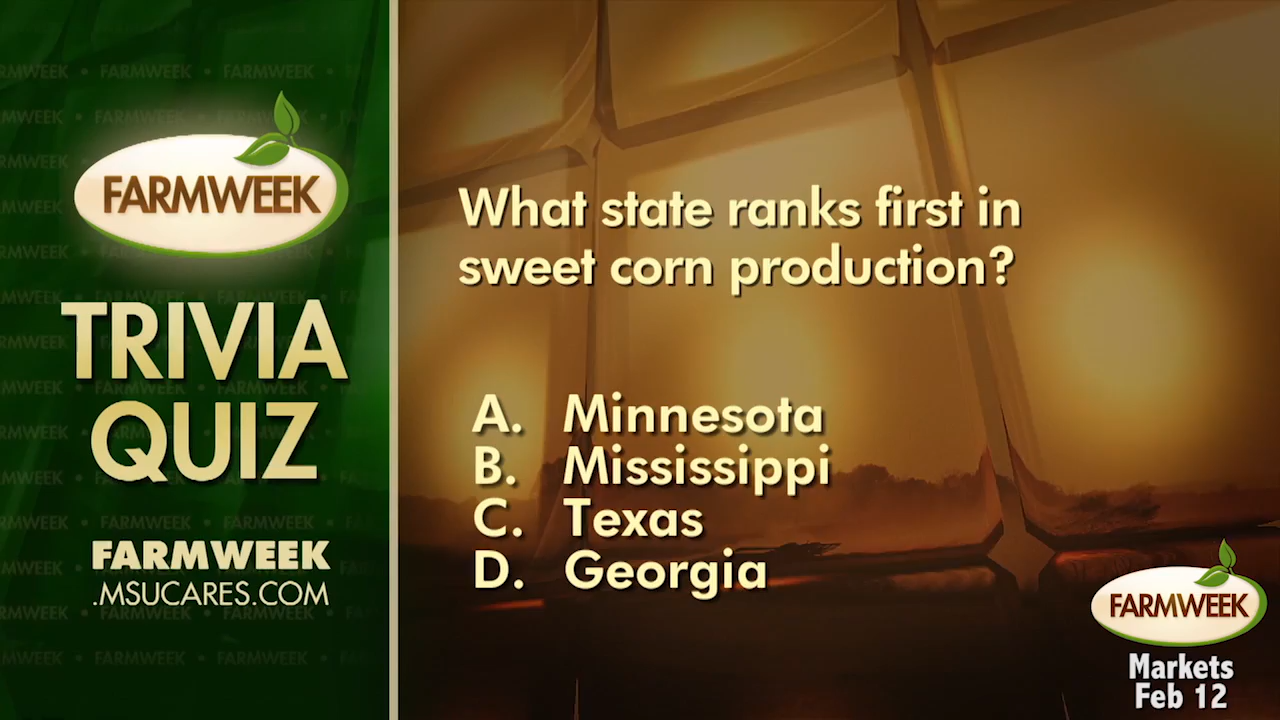 FARMWEEK
TRIVIA
QUIZ
FARMWEEK
.MSUCARES.COM
What state ranks first in
sweet corn production?
A. Minnesota
B. Mississippi
C. Texas
D. Georgia
FARMWEEK
Markets
Feb 12